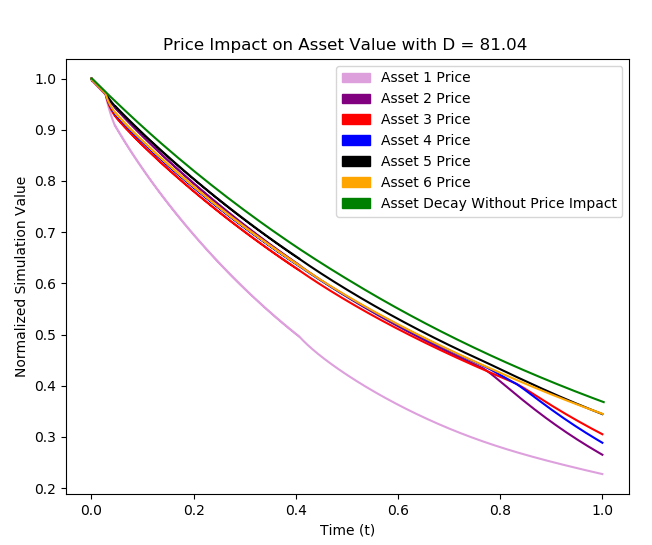 Price Impact on Asset Value with D = 81.04
1.0
0.9
0.8
0.7
0.6
0.5
0.4
0.3
0.2
Normalized Simulation Value
Asset 1 Price
Asset 2 Price
Asset 3 Price
Asset 4 Price
Asset 5 Price
Asset 6 Price
Asset Decay Without Price Impact
0.0 0.2 0.4 0.6 0.8 1.0
Time (t)